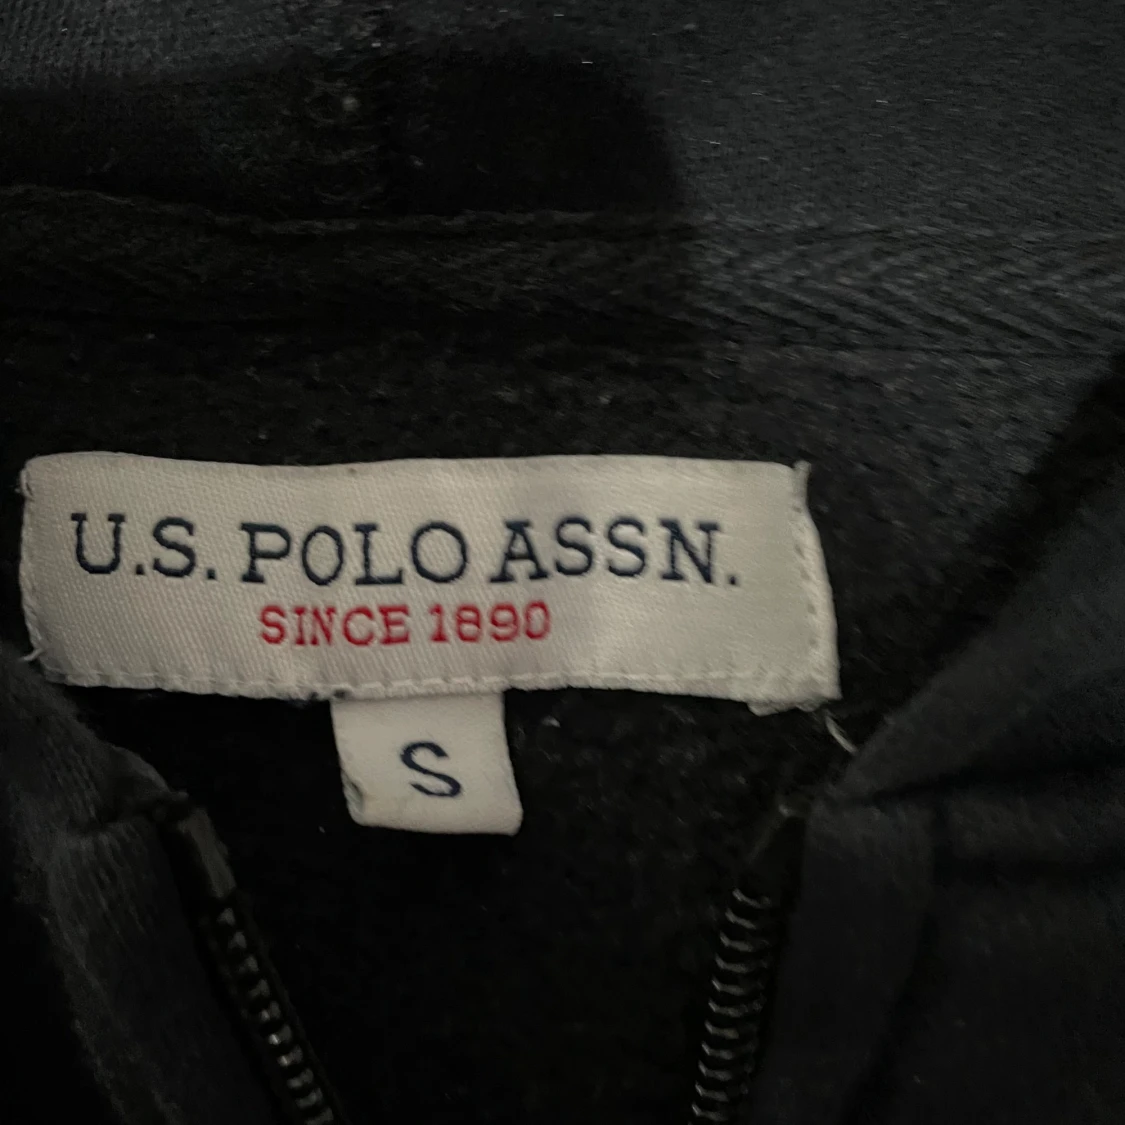 U.S. POLO ASSN.
SINCE 1890
S